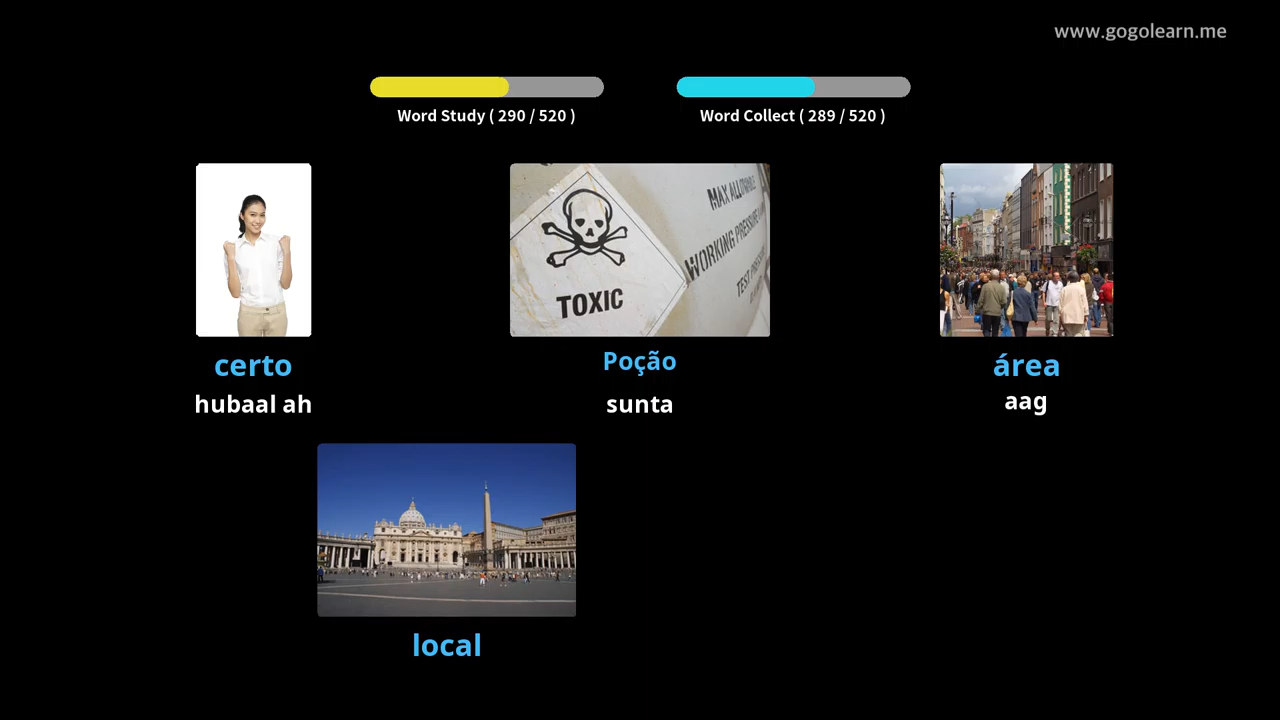 www.gogolearn.me
Word Study ( 290 / 520 )
Word Collect ( 289 / 520 )
TOXIC
MAX ALLOWABLE
WORKING PRESSURE
TEST
certo
Poção
área
hubaal ah
sunta
aag
local